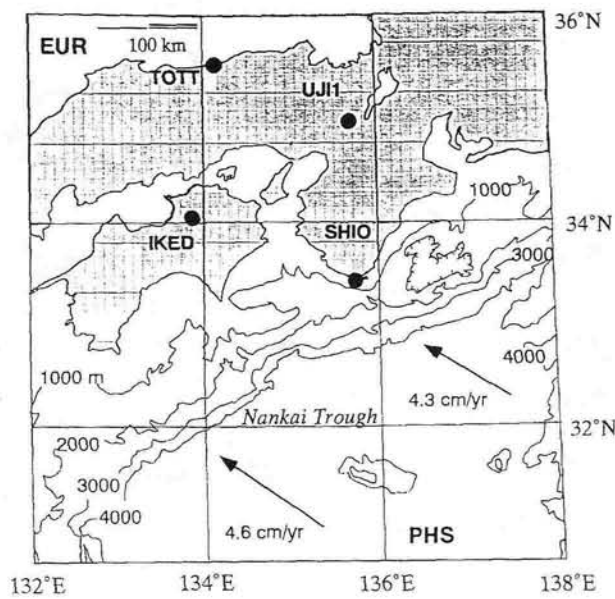 EUR
100 km
36°N
TOTT
UJI1
1000
34°N
IKED
SHIO
3000
1000 m
4000
4.3 cm/yr
Nankai Trough
32°N
2000
3000
4000
4.6 cm/yr
PHS
132°E
134°E
136°E
138°E